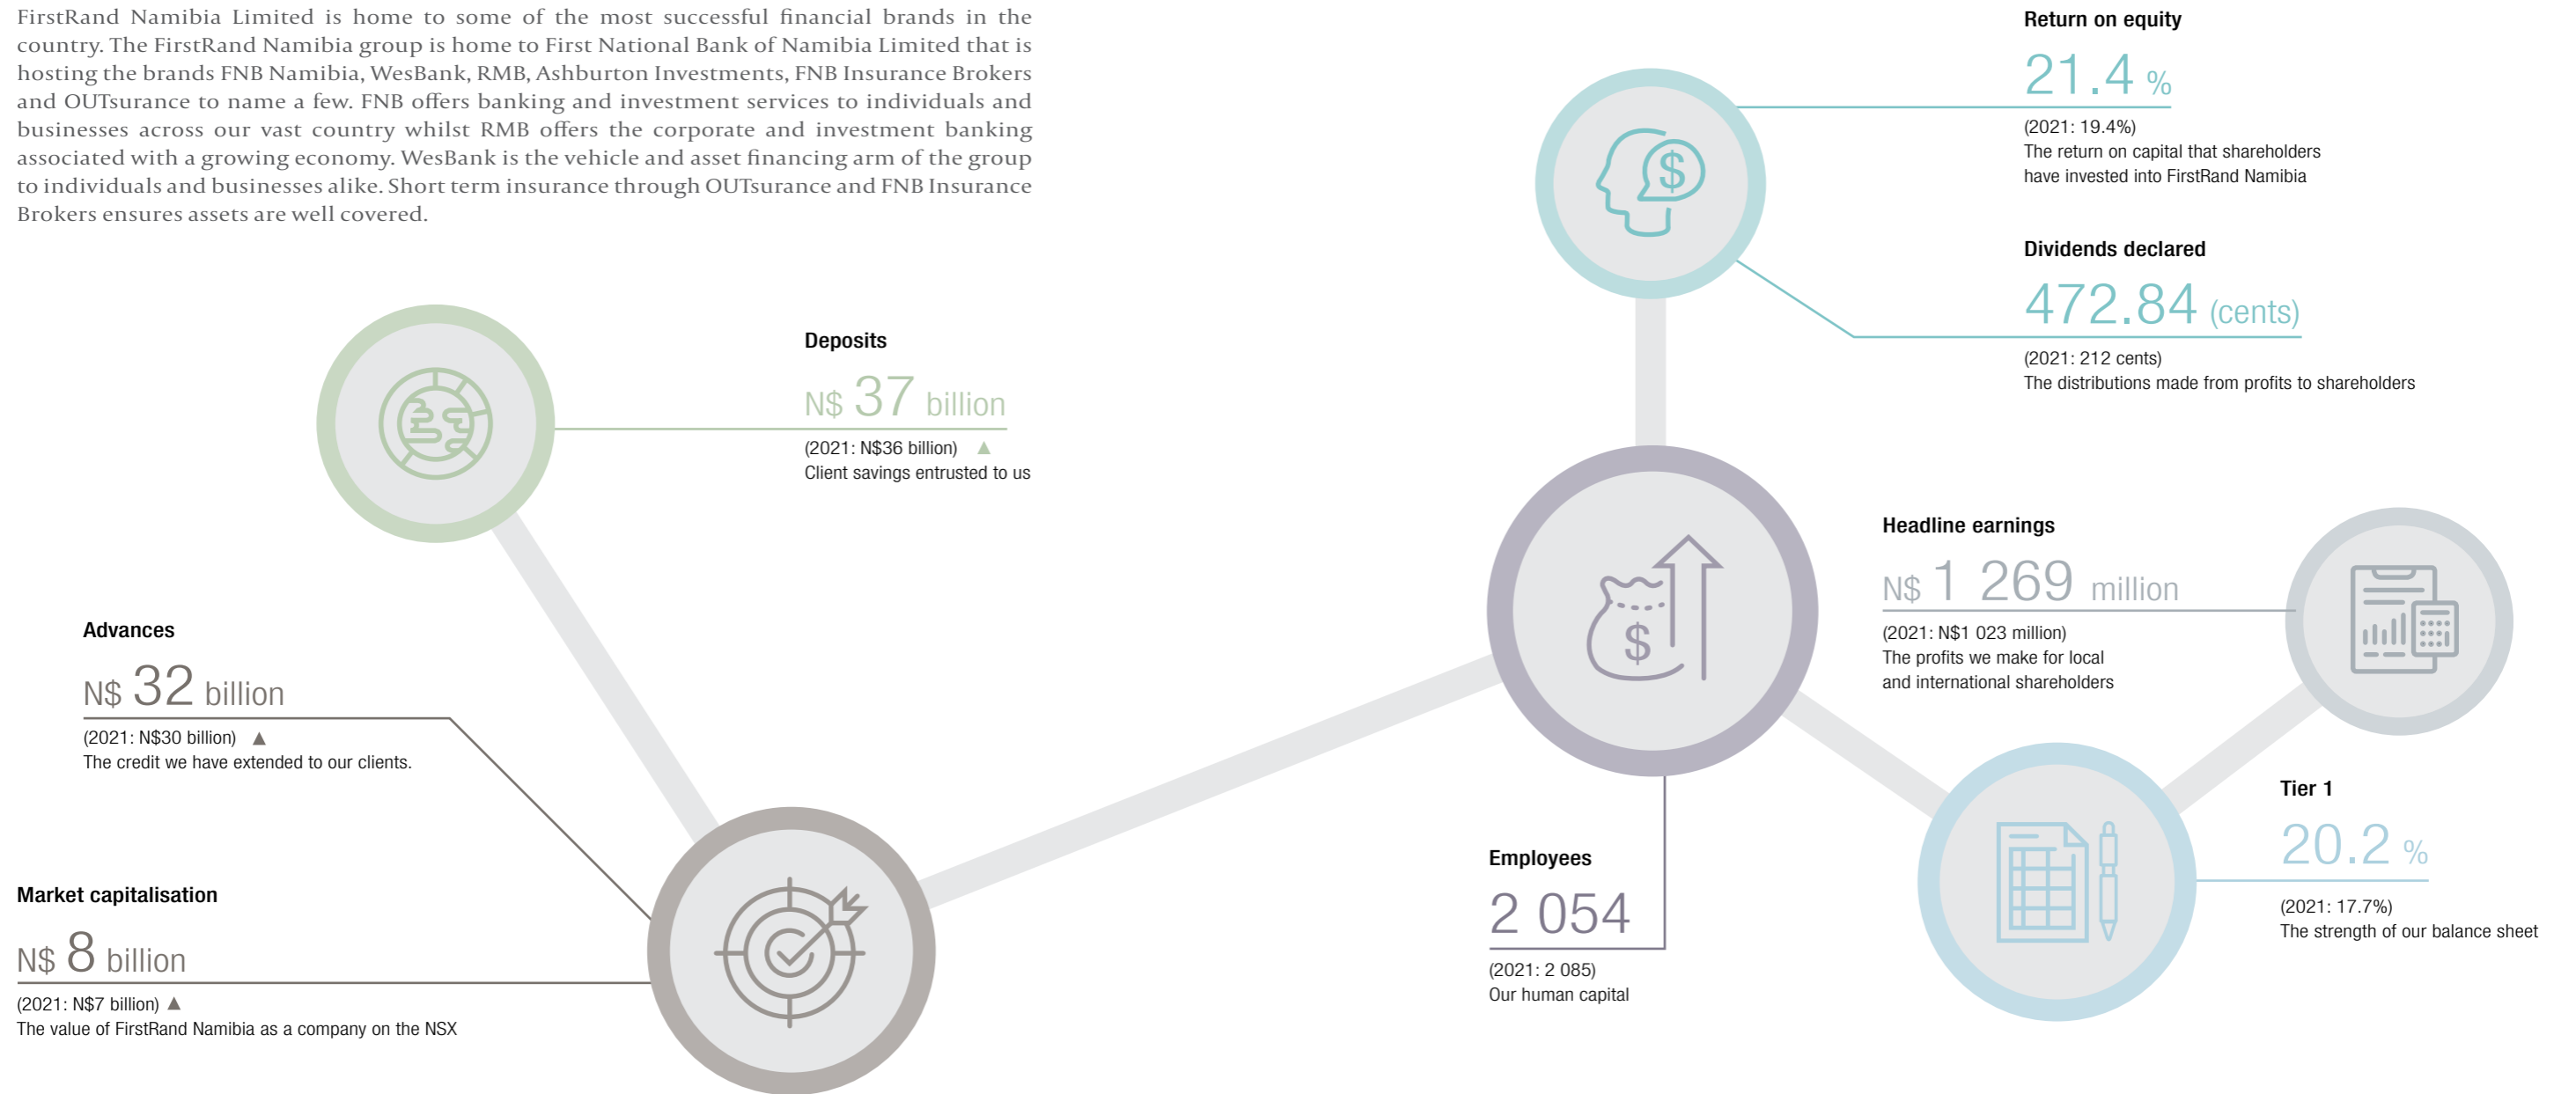 FirstRand Namibia Limited is home to some of the most successful financial brands in the
country. The FirstRand Namibia group is home to First National Bank of Namibia Limited that is
hosting the brands FNB Namibia, WesBank, RMB, Ashburton Investments, FNB Insurance Brokers
and OUTsurance to name a few. FNB offers banking and investment services to individuals and
businesses across our vast country whilst RMB offers the corporate and investment banking
associated with a growing economy. WesBank is the vehicle and asset financing arm of the group
to individuals and businesses alike. Short term insurance through OUTsurance and FNB Insurance
Brokers ensures assets are well covered.
Deposits
N$ 37 billion
(2021: N$36 billion) ▲
Client savings entrusted to us
Advances
N$ 32 billion
(2021: N$30 billion) ▲
The credit we have extended to our clients.
Market capitalisation
N$ 8 billion
(2021: N$7 billion) ▲
The value of FirstRand Namibia as a company on the NSX
Return on equity
21.4 %
(2021: 19.4%)
The return on capital that shareholders
have invested into FirstRand Namibia
$
Dividends declared
472.84 (cents)
(2021: 212 cents)
The distributions made from profits to shareholders
Headline earnings
N$ 1 269 million
(2021: N$1 023 million)
The profits we make for local
and international shareholders
$
Employees
2 054
(2021: 2 085)
Our human capital
Tier 1
20.2 %
(2021: 17.7%)
The strength of our balance sheet